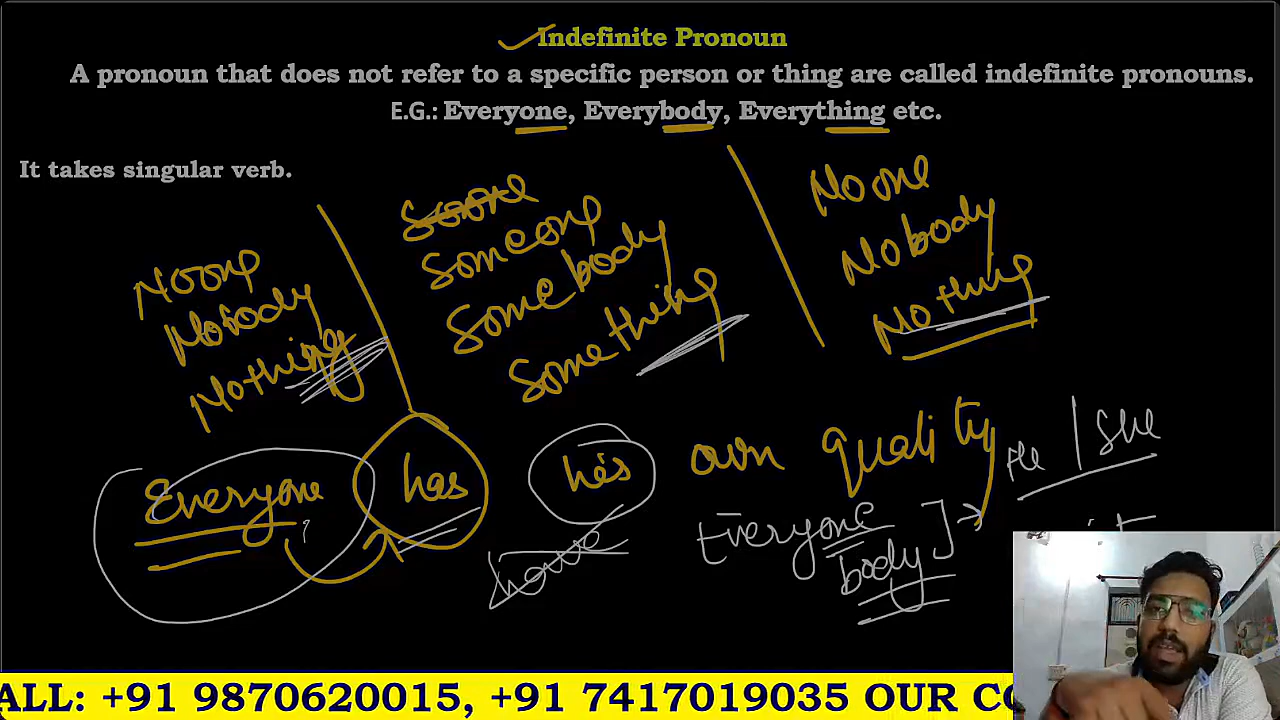 Indefinite Pronoun
A pronoun that does not refer to a specific person or thing are called indefinite pronouns.
E.G.: Everyone, Everybody, Everything etc.
It takes singular verb.
Noone
Nobody
Nothing
Someone
Somebody
Something
No one
Nobody
Nothing
Everyone has his own quality
have
He / She
Everyone
body
ALL: +91 9870620015, +91 7417019035 OUR CO